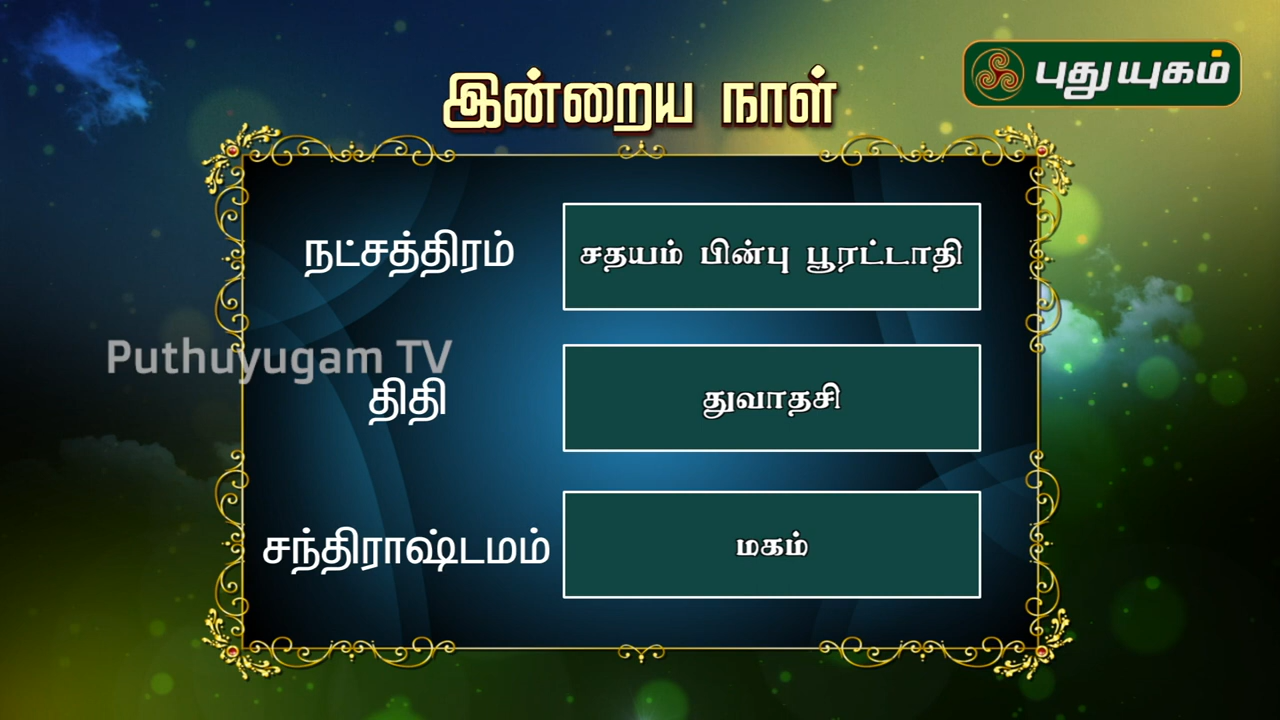 புதுயுகம்
இன்றைய நாள்
நட்சத்திரம்
சதயம் பின்பு பூரட்டாதி
Puthuyugam TV
திதி
துவாதசி
சந்திராஷ்டமம்
மகம்